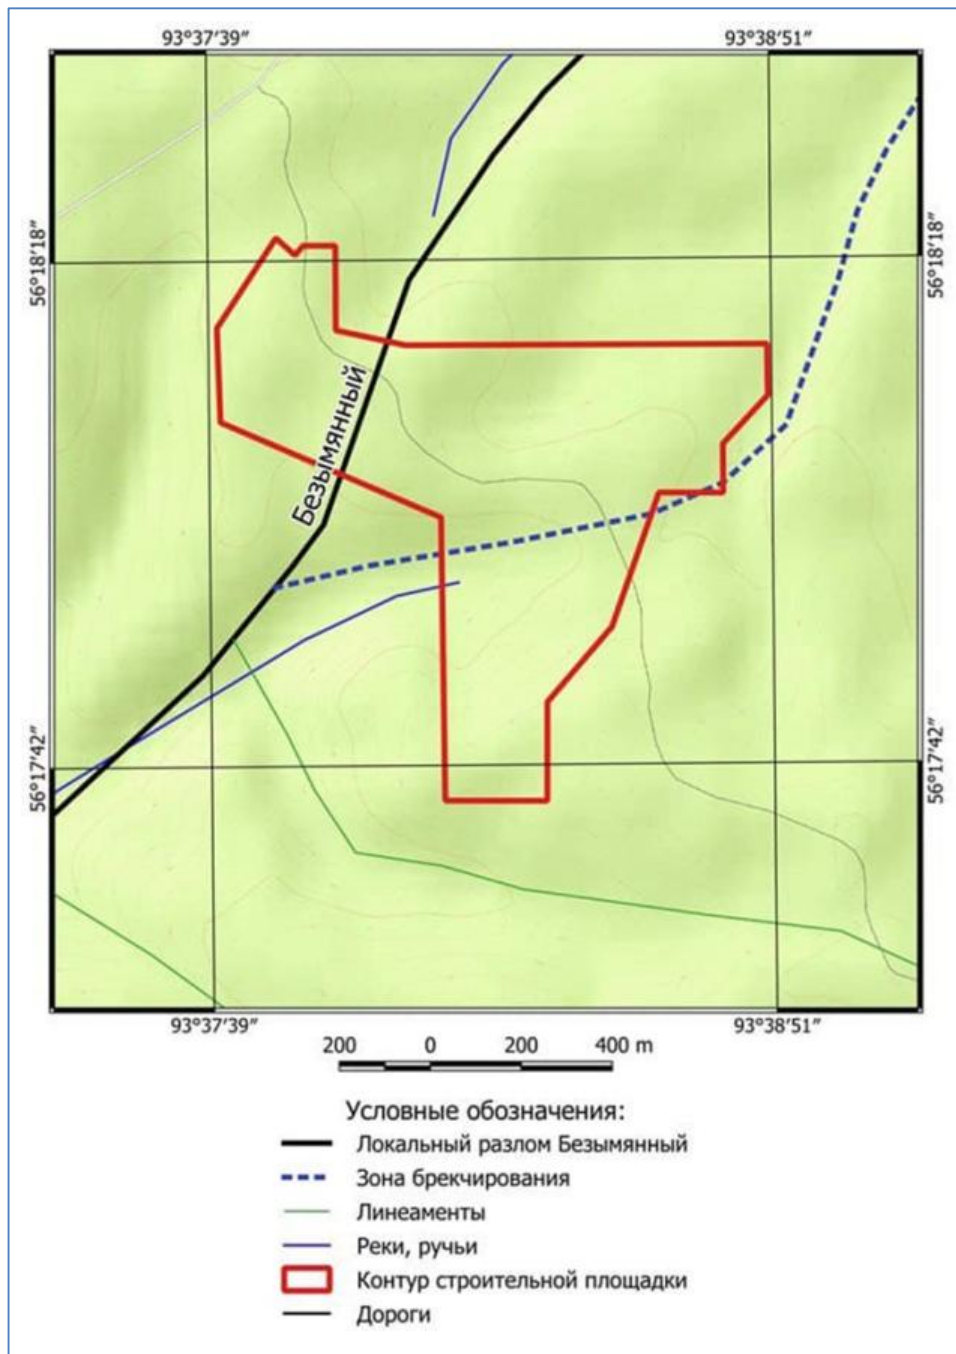 93°37′39″ 93°38′51″
56°18′18″ 56°18′18″
Безымянный
56°17′42″ 56°17′42″
93°37′39″ 93°38′51″
200 0 200 400 m
Условные обозначения:
Локальный разлом Безымянный
Зона брекчирования
Линеаменты
Реки, ручьи
Контур строительной площадки
Дороги